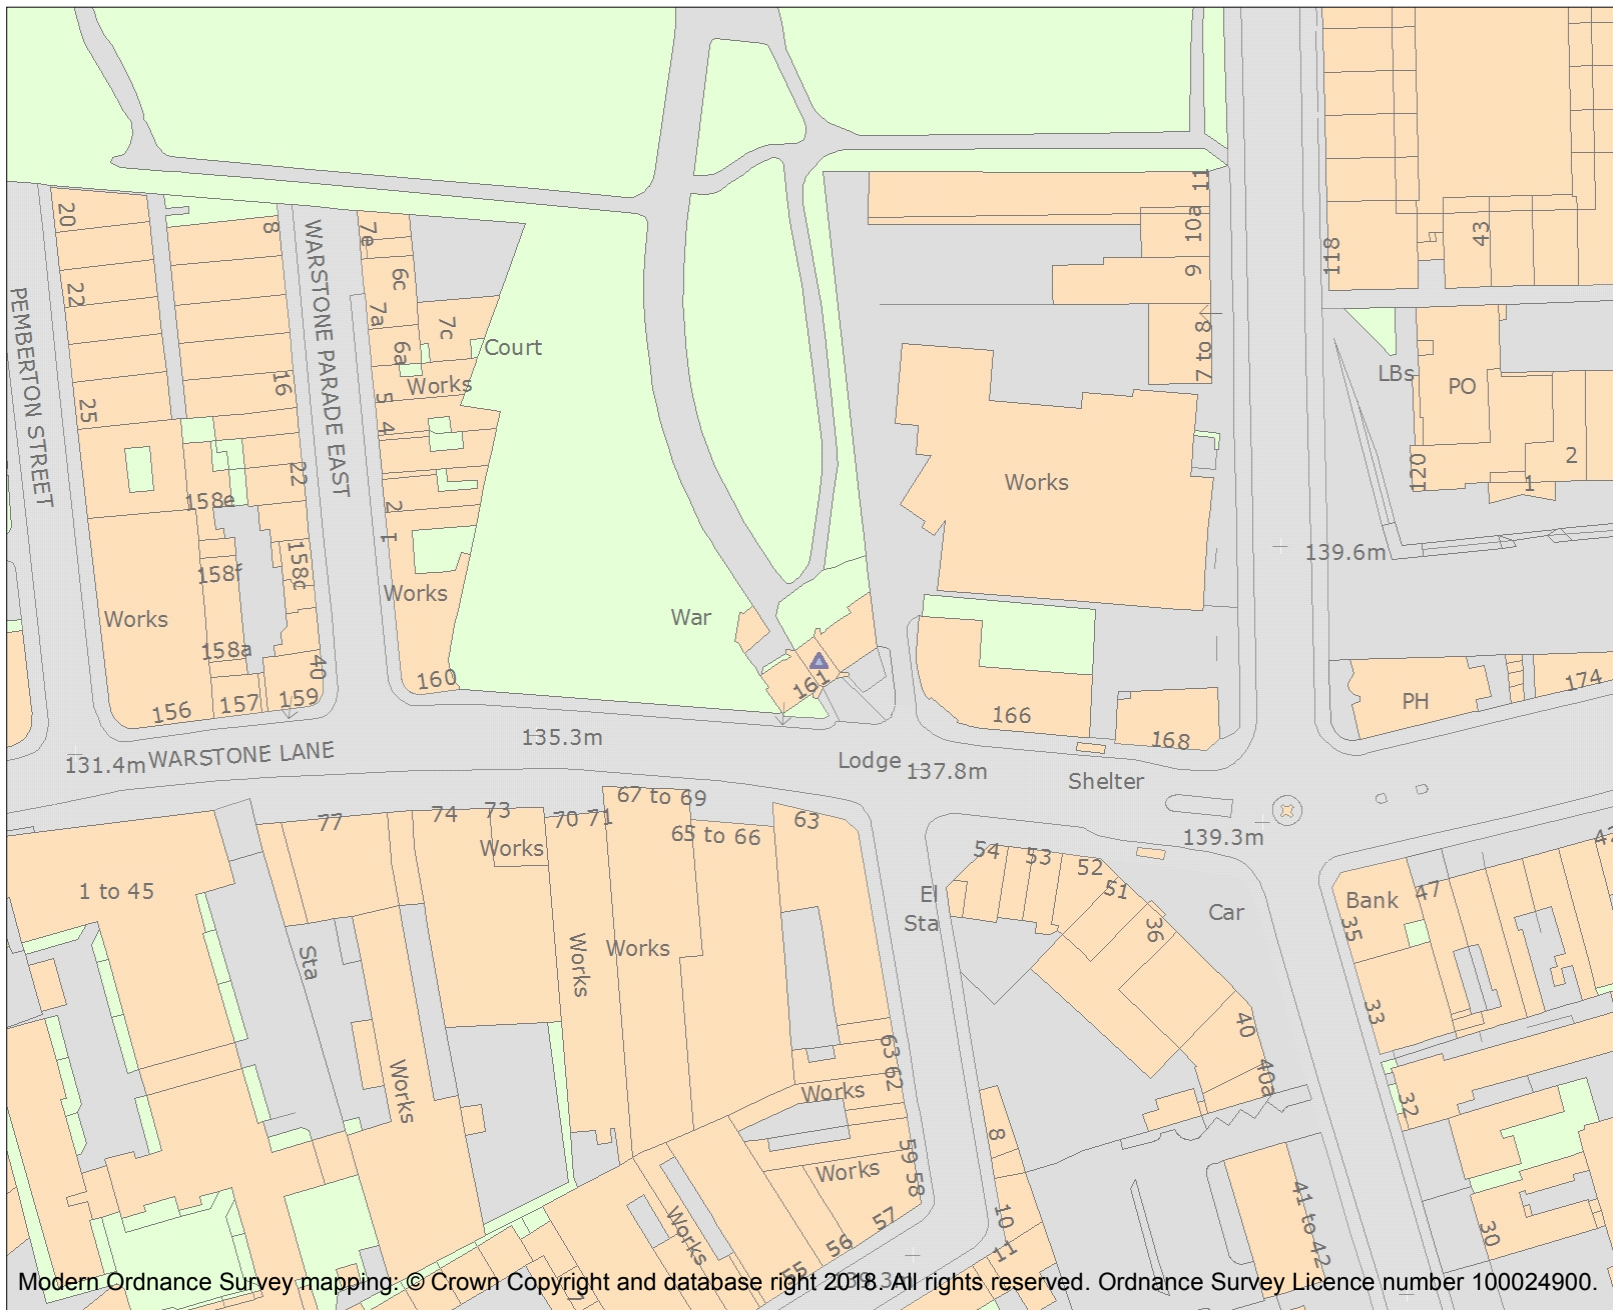 11
20
8
7e
10a
43
118
WARSTONE PARADE EAST
6c
9
22
7a
7c
PEMBERTON STREET
6a
Court
7 to 8
16
Works
LBs
PO
25
5
4
22
Works
120
2
1
158e
2
1
139.6m
158f
158c
Works
Works
War
158a
40
160
161
PH
174
156
157
159
166
168
135.3m
131.4m
WARSTONE LANE
Lodge
137.8m
Shelter
67 to 69
77
74
73
70 71
65 to 66
63
139.3m
Works
54
53
52
51
42
1 to 45
El
Sta
Bank
47
Car
36
35
Sta
Works
Works
33
40
63
62
40a
Works
Works
32
8
59
58
Works
10
57
41 to 42
30
Works
56
11
55
139.3m
Modern Ordnance Survey mapping: © Crown Copyright and database right 2018. All rights reserved. Ordnance Survey Licence number 100024900.